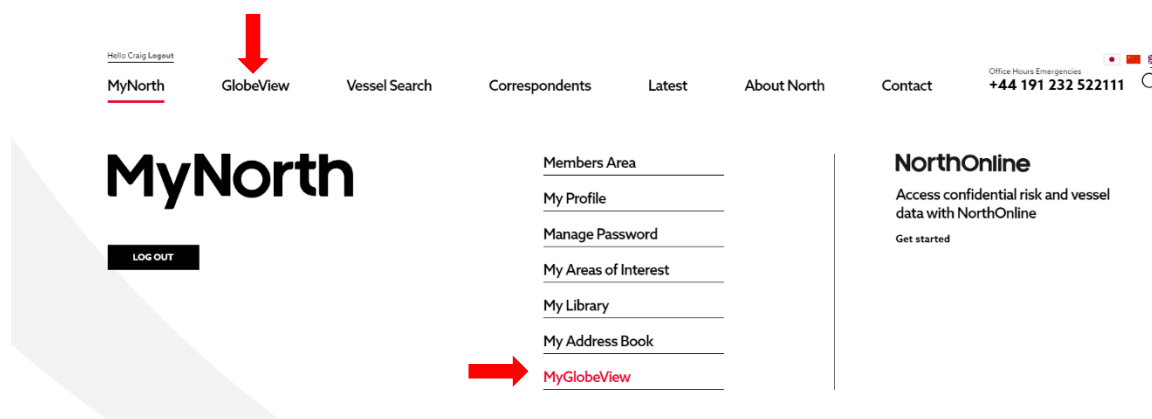 Hello Craig Logout
MyNorth GlobeView Vessel Search Correspondents Latest About North Contact
Office Hours Emergencies
+44 191 232 522111
MyNorth
LOG OUT
Members Area
My Profile
Manage Password
My Areas of Interest
My Library
My Address Book
MyGlobeView
NorthOnline
Access confidential risk and vessel
data with NorthOnline
Get started